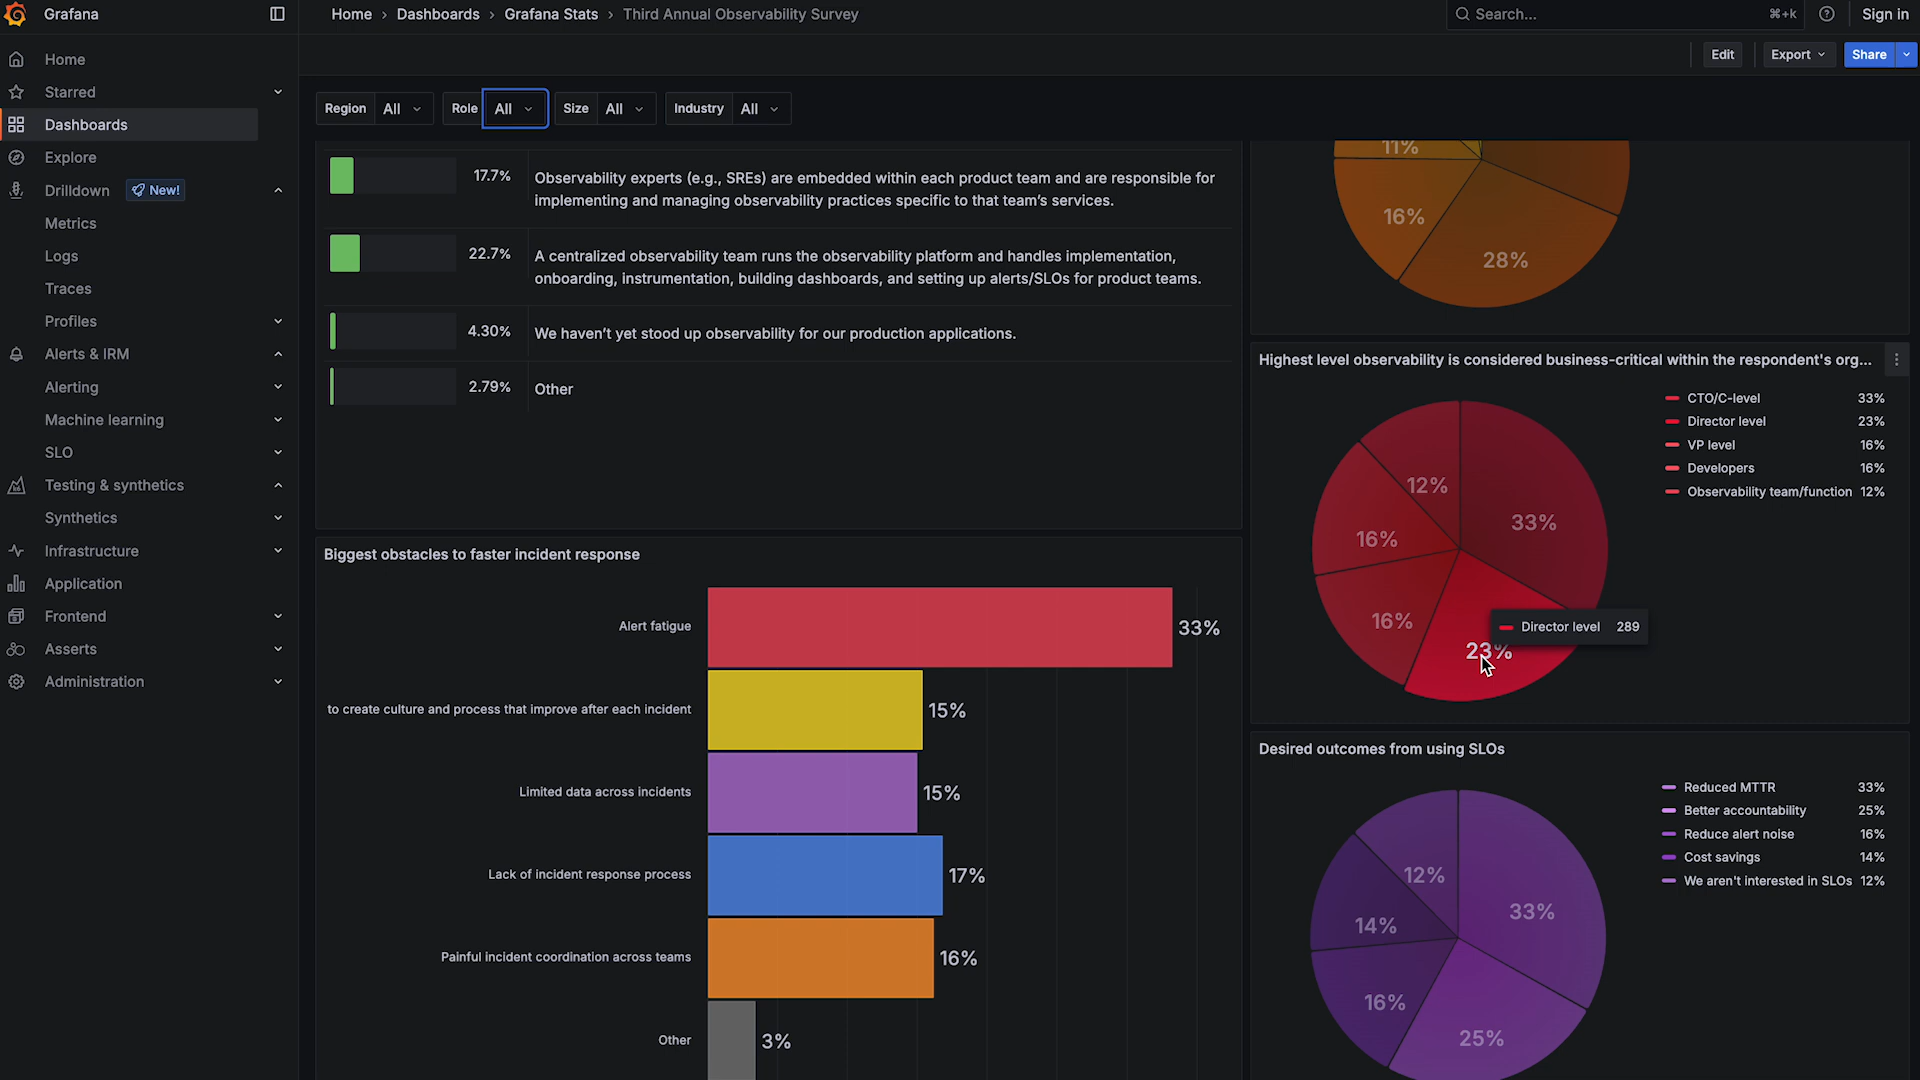 Grafana
Home › Dashboards › Grafana Stats › Third Annual Observability Survey
Search...
⌘+k
Sign in
Edit
Export
Share
Home
Starred
Dashboards
Explore
Drilldown
New!
Metrics
Logs
Traces
Profiles
Alerts & IRM
Alerting
Machine learning
SLO
Testing & synthetics
Synthetics
Infrastructure
Application
Frontend
Asserts
Administration
Region All
Role All
Size All
Industry All
17.7%
Observability experts (e.g., SREs) are embedded within each product team and are responsible for
implementing and managing observability practices specific to that team's services.
22.7%
A centralized observability team runs the observability platform and handles implementation,
onboarding, instrumentation, building dashboards, and setting up alerts/SLOs for product teams.
4.30%
We haven't yet stood up observability for our production applications.
2.79%
Other
Biggest obstacles to faster incident response
Alert fatigue
33%
to create culture and process that improve after each incident
15%
Limited data across incidents
15%
Lack of incident response process
17%
Painful incident coordination across teams
16%
Other
3%
11%
16%
28%
Highest level observability is considered business-critical within the respondent's org...
12%
33%
16%
16%
23%
Director level 289
CTO/C-level 33%
Director level 23%
VP level 16%
Developers 16%
Observability team/function 12%
Desired outcomes from using SLOs
12%
33%
14%
16%
25%
Reduced MTTR 33%
Better accountability 25%
Reduce alert noise 16%
Cost savings 14%
We aren't interested in SLOs 12%